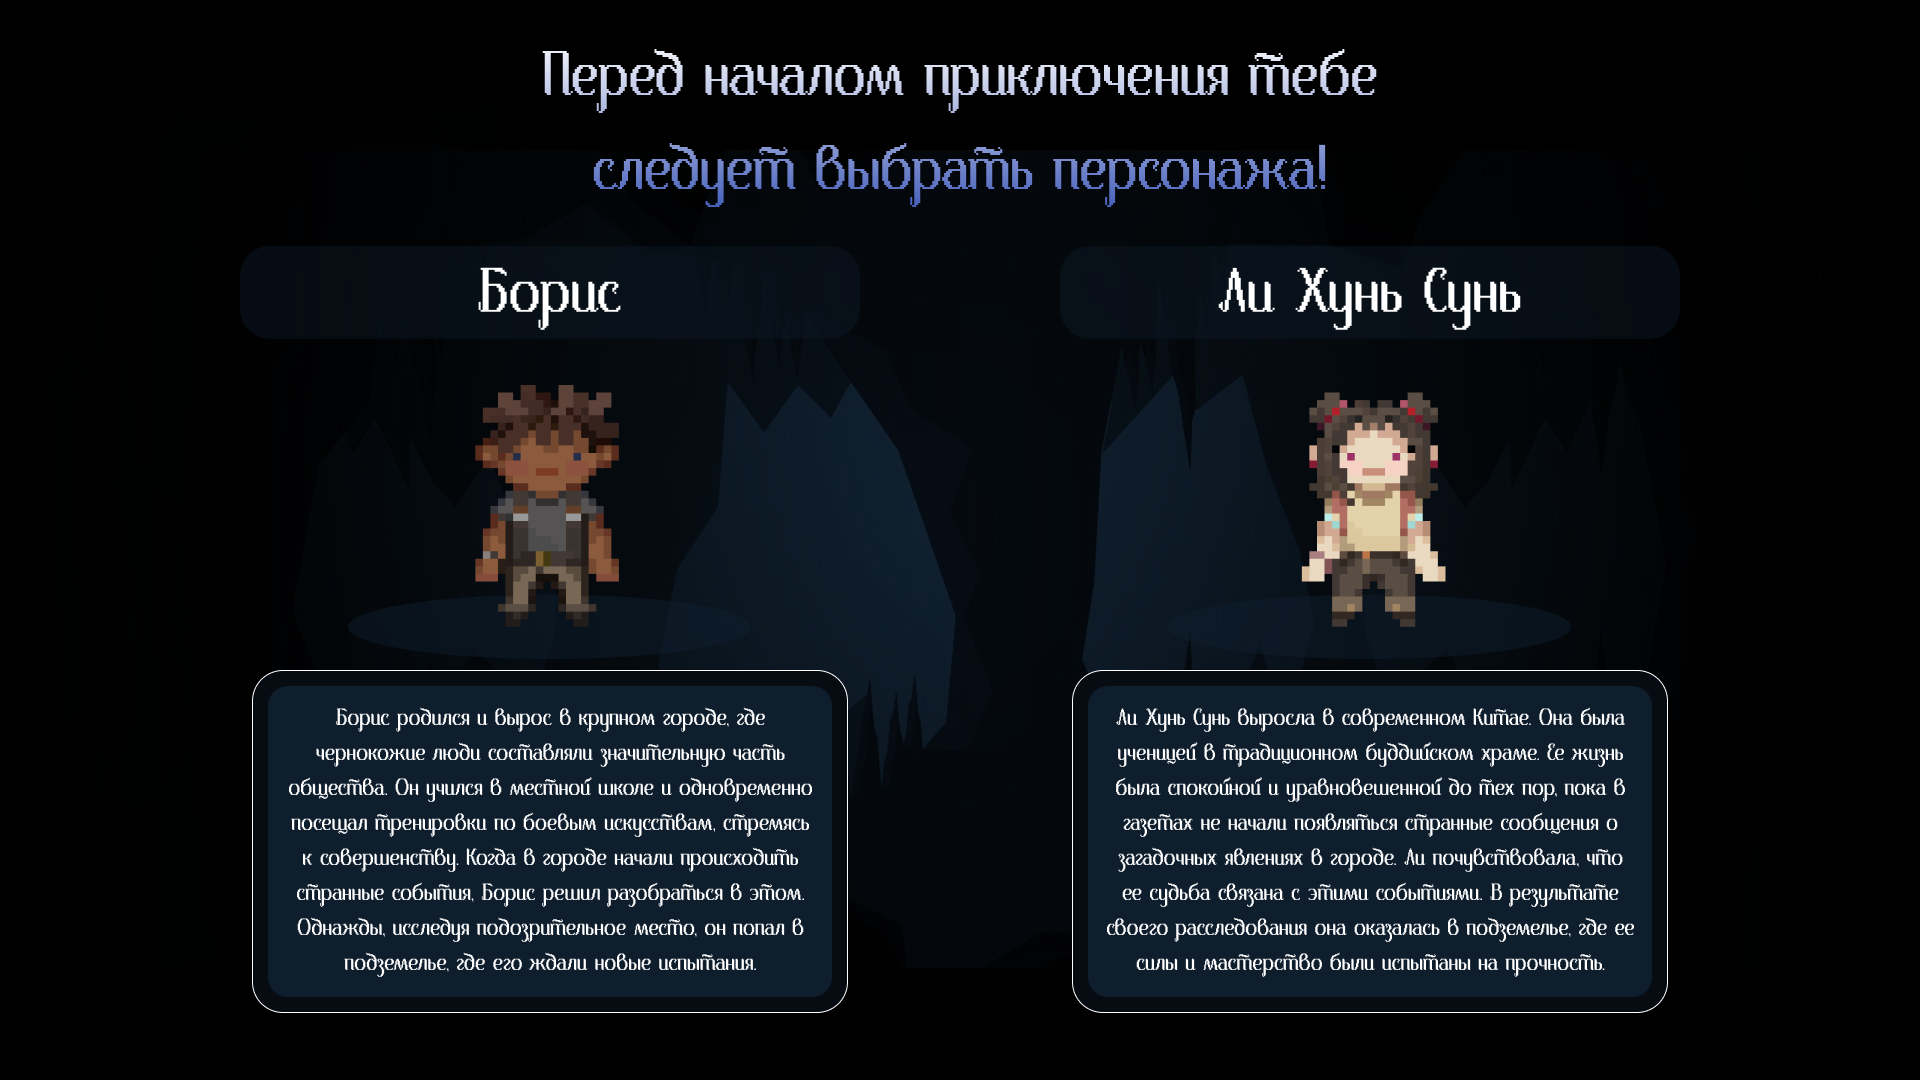 Перед началом приключения тебе
следует выбрать персонажа!
Борис
Борис родился и вырос в крупном городе, где
чернокожие люди составляли значительную часть
общества. Он учился в местной школе и одновременно
посещал тренировки по боевым искусствам, стремясь
к совершенству. Когда в городе начали происходить
странные события, Борис решил разобраться в этом.
Однажды, исследуя подозрительное место, он попал в
подземелье, где его ждали новые испытания.
Ли Хунь Сунь
Ли Хунь Сунь выросла в современном Китае. Она была
ученицей в традиционном буддийском храме. Ее жизнь
была спокойной и уравновешенной до тех пор, пока в
газетах не начали появляться странные сообщения о
загадочных явлениях в городе. Ли почувствовала, что
ее судьба связана с этими событиями. В результате
своего расследования она оказалась в подземелье, где ее
силы и мастерство были испытаны на прочность.